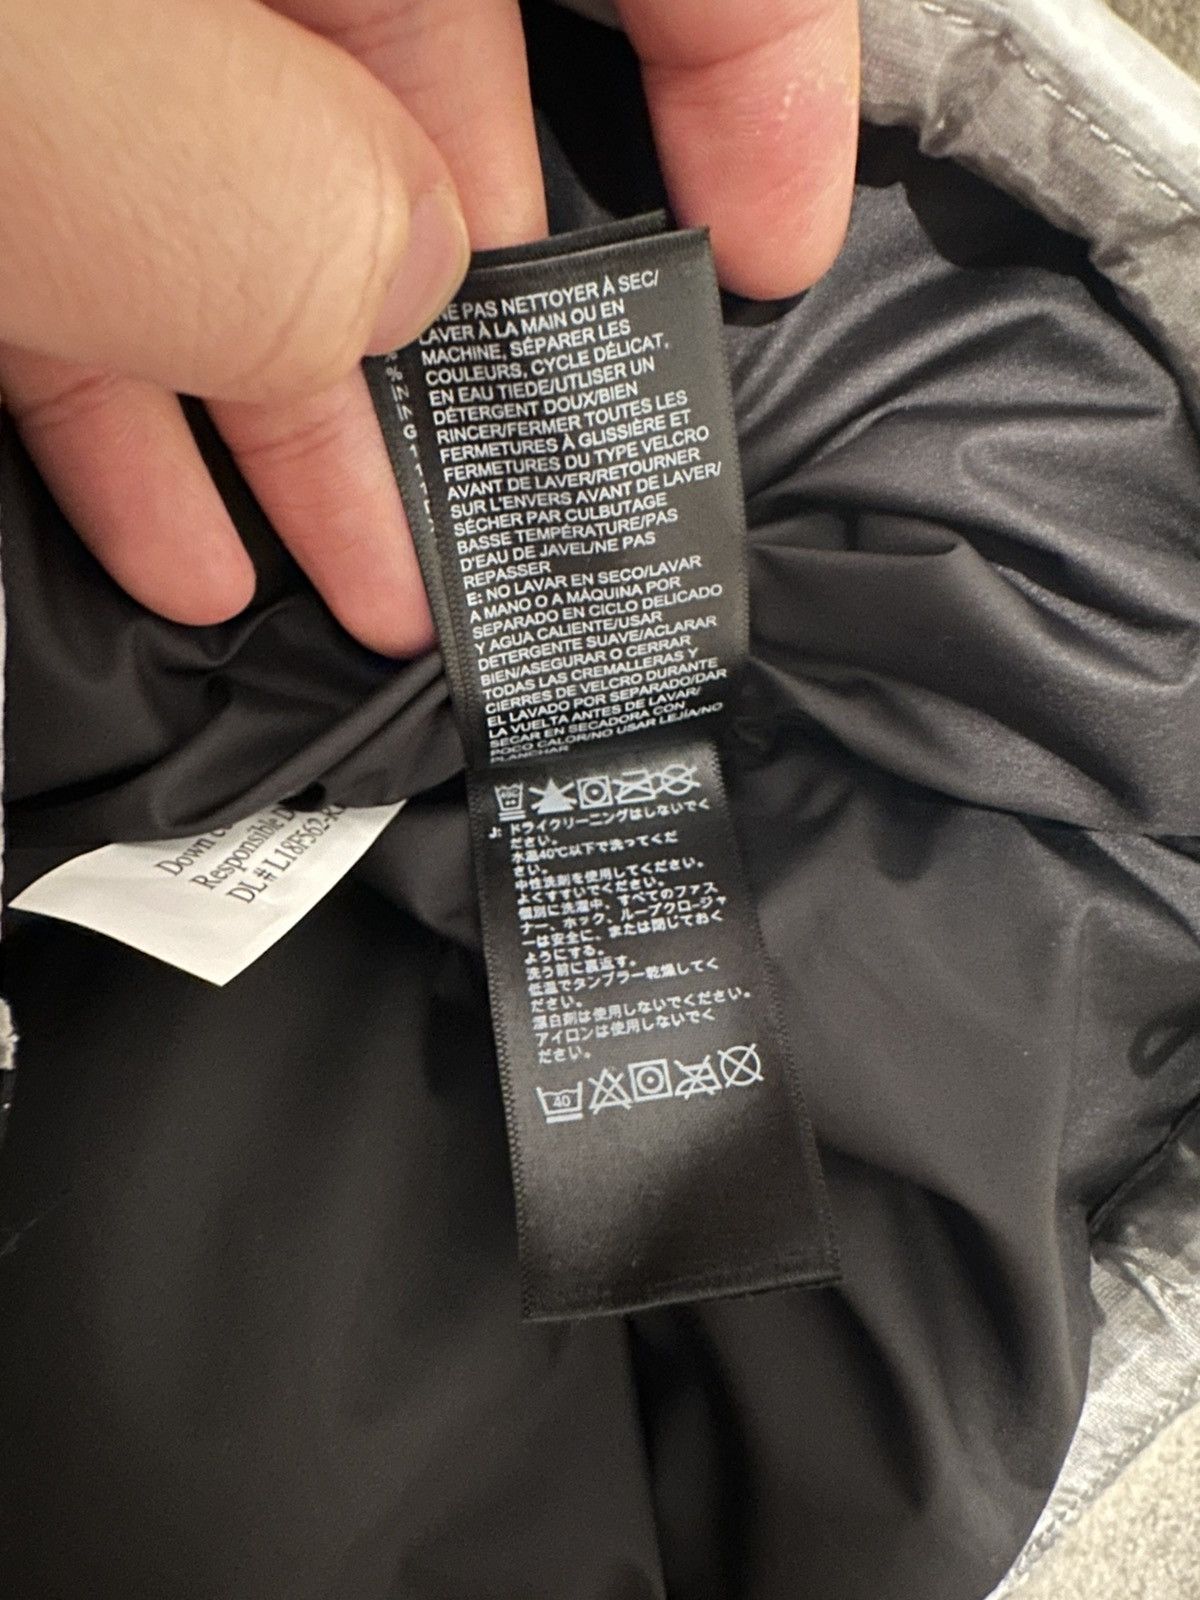 NE PAS NETTOYER À SEC/
LAVER À LA MAIN OU EN
MACHINE, SÉPARER LES
COULEURS, CYCLE DÉLICAT,
EN EAU TIEDE/UTLISER UN
DÉTERGENT DOUX/BIEN
RINCER/FERMER TOUTES LES
FERMETURES À GLISSIÈRE ET
FERMETURES DU TYPE VELCRO
AVANT DE LAVER/RETOURNER
SUR L'ENVERS AVANT DE LAVER/
SÉCHER PAR CULBUTAGE
BASSE TEMPÉRATURE/PAS
D'EAU DE JAVEL/NE PAS
REPASSER
E: NO LAVAR EN SECO/LAVAR
A MANO O A MÁQUINA POR
SEPARADO EN CICLO DELICADO
Y AGUA CALIENTE/USAR
DETERGENTE SUAVE/ACLARAR
BIEN/ASEGURAR O CERRAR
TODAS LAS CREMALLERAS Y
CIERRES DE VELCRO DURANTE
EL LAVADO POR SEPARADO/DAR
LA VUELTA ANTES DE LAVAR/
SECAR EN SECADORA CON
POCO CALOR/NO USAR LEJÍA/NO
PLANCHAR
J: ドライクリーニングはしないでく
ださい。
水温40℃以下で洗ってくだ
さい。
中性洗剤を使用してください。
よくすすいでください。
個別に洗濯中、すべてのファス
ナー、ホック、ループクロージャ
ーは安全に、または閉じておく
ようにする。
洗う前に裏返す。
低温でタンブラー乾燥してく
ださい。
漂白剤は使用しないでください。
アイロンは使用しないでく
ださい。
40
Down
Responsible
DL# L18F562-